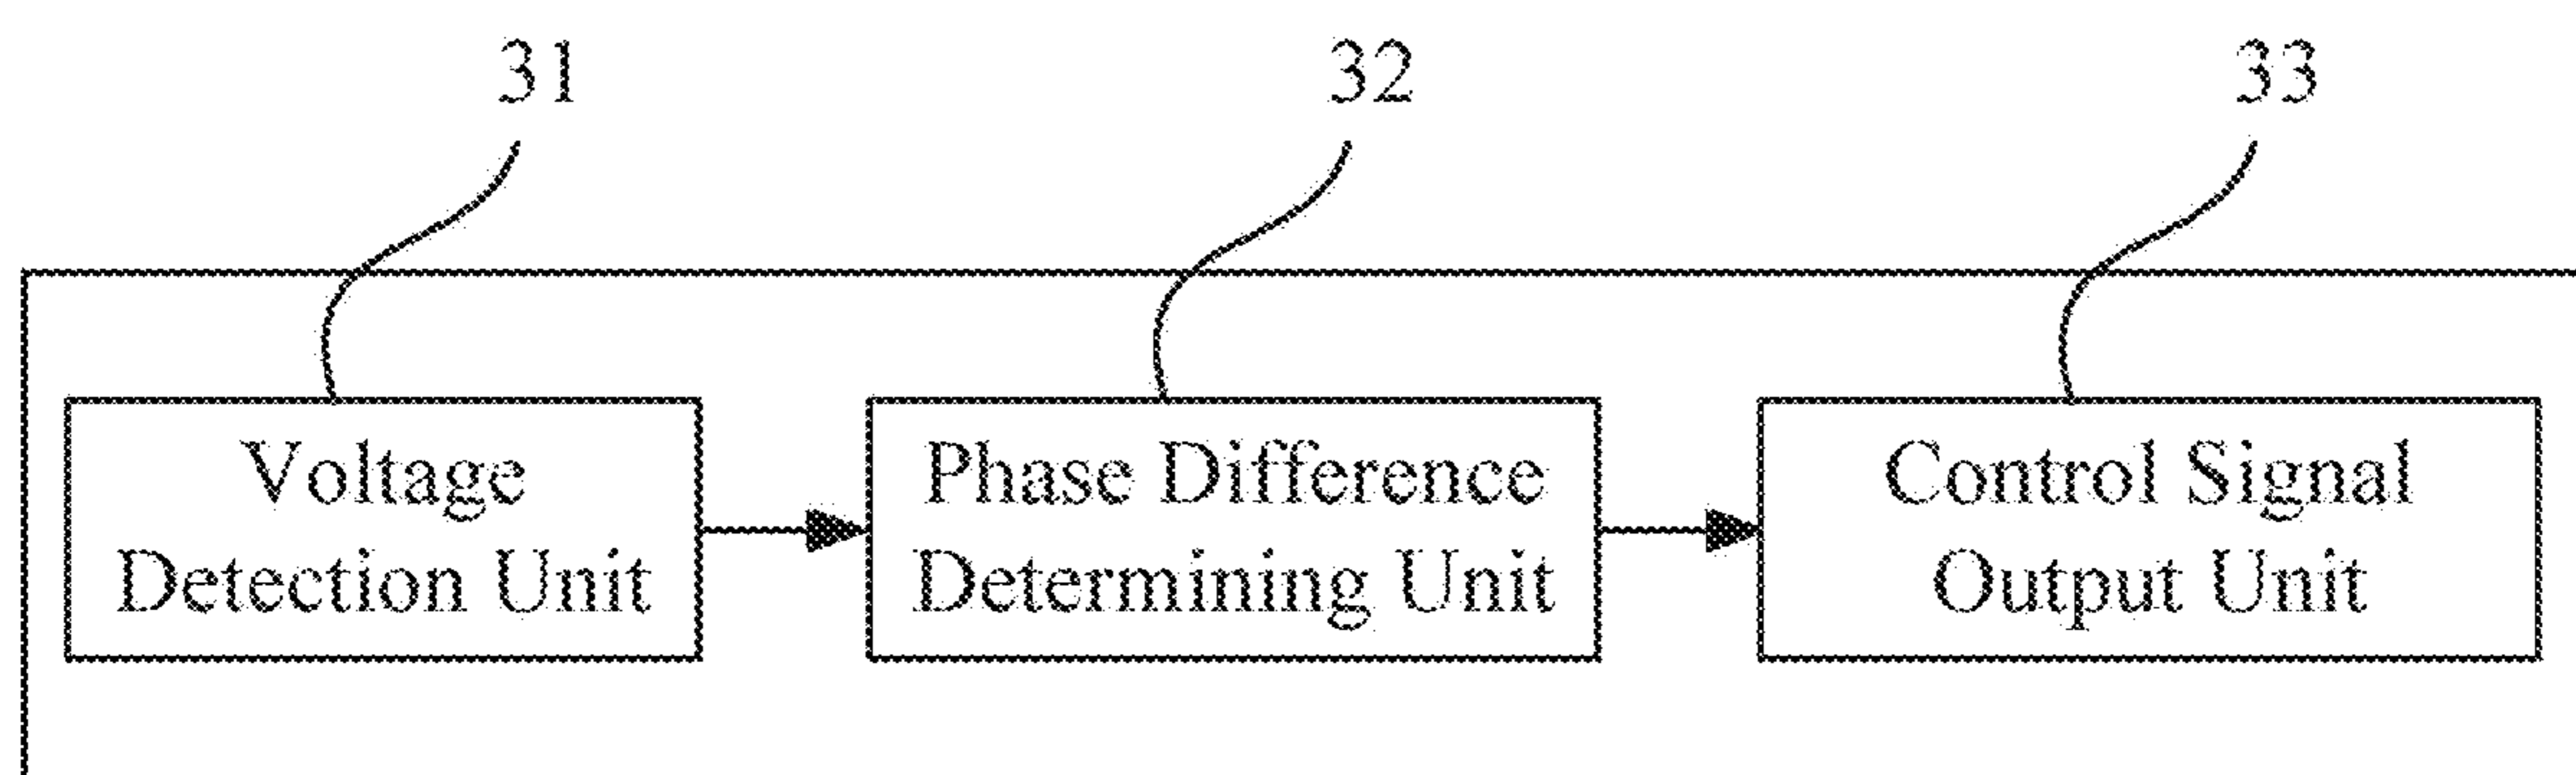 31
32
33
Voltage
Detection Unit
Phase Difference
Determining Unit
Control Signal
Output Unit